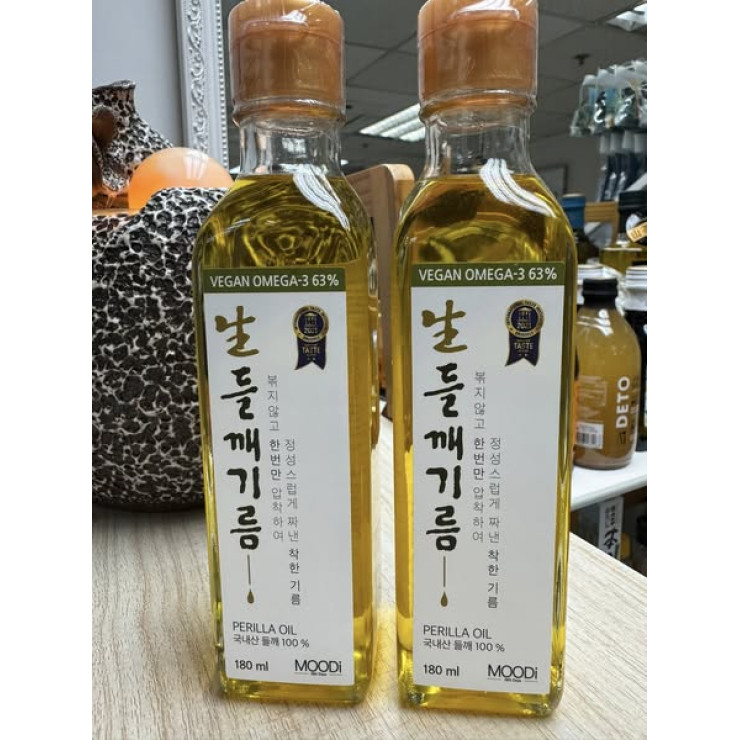 VEGAN OMEGA-3 63%
生들깨기름
볶지않고
한번만 압착하여
정성스럽게 짜낸 착한 기름
TASTE
PERILLA OIL
국내산 들깨 100 %
180 ml
MOODi
VEGAN OMEGA-3 63%
生들깨기름
볶지않고
한번만 압착하여
정성스럽게 짜낸 착한 기름
2023
TASTE
PERILLA OIL
국내산 들깨 100 %
180 ml
MOODi
DETO